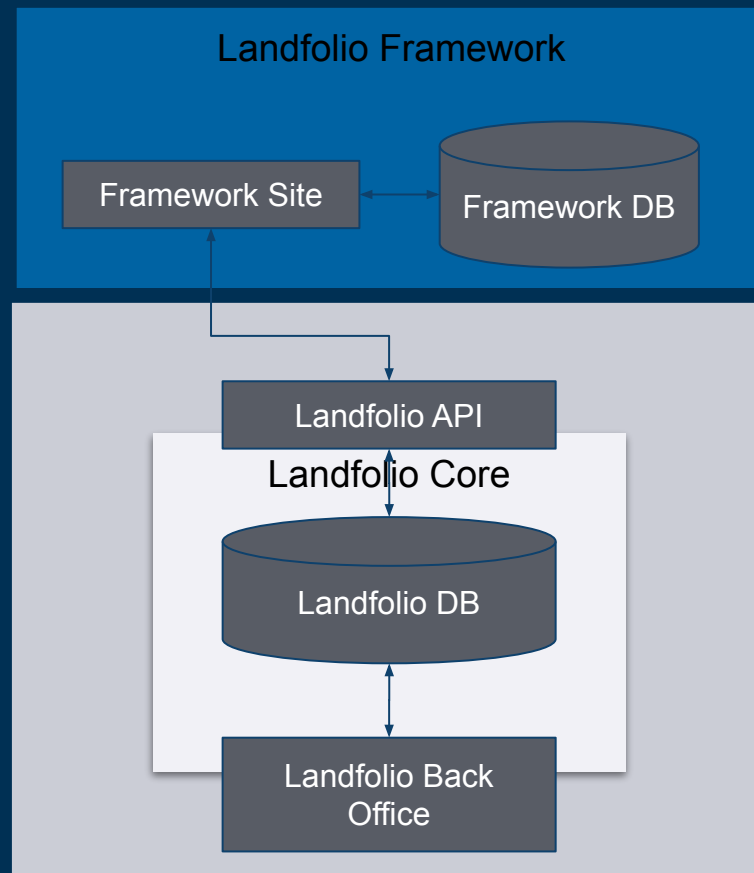 Landfolio Framework
Framework Site
Framework DB
Landfolio API
Landfolio Core
Landfolio DB
Landfolio Back
Office